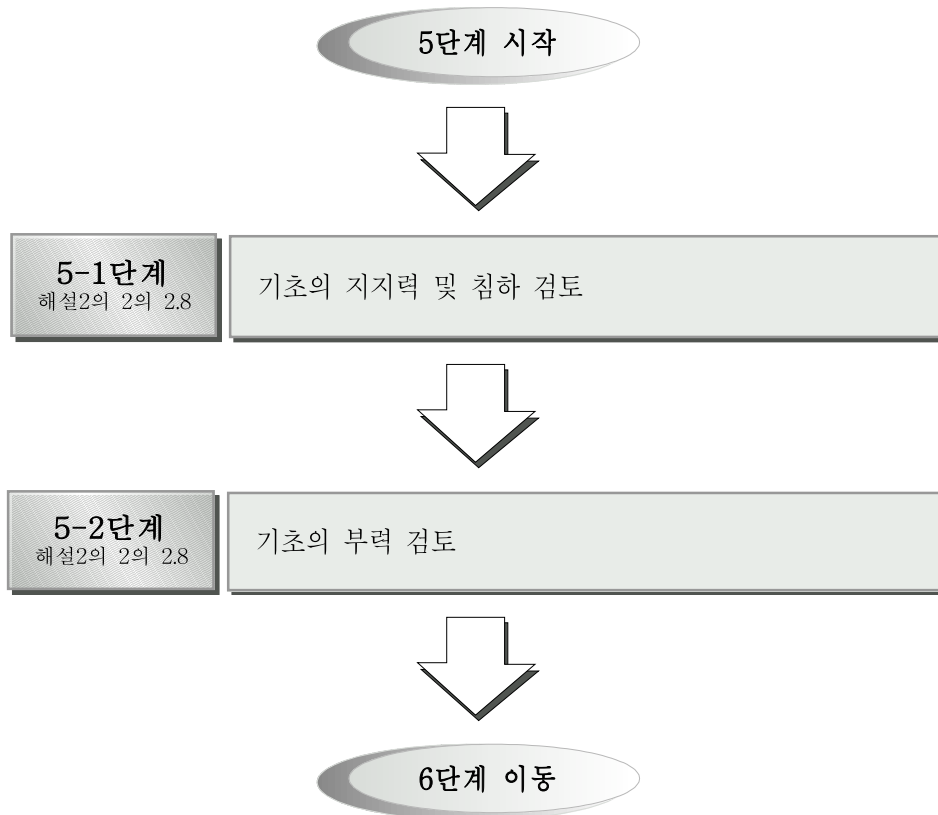 5단계 시작
5-1단계
해설2의 2의 2.8
기초의 지지력 및 침하 검토
5-2단계
해설2의 2의 2.8
기초의 부력 검토
6단계 이동